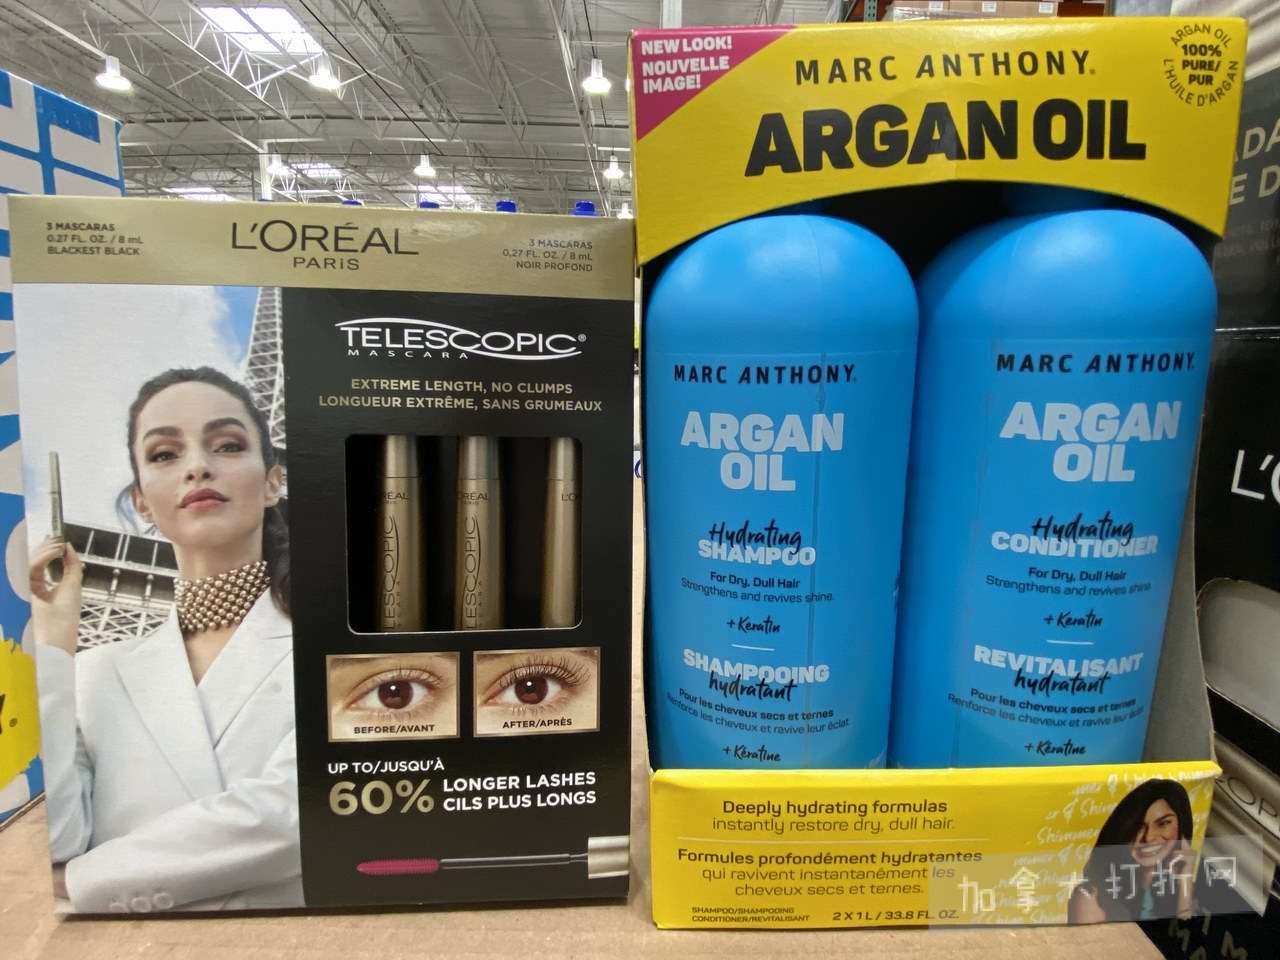 3 MASCARAS
0.27 FL. OZ. / 8 mL
BLACKEST BLACK
L'ORÉAL
PARIS
3 MASCARAS
0.27 FL. OZ. / 8 mL
NOIR PROFOND
TELESCOPIC®
MASCARA
EXTREME LENGTH, NO CLUMPS
LONGUEUR EXTRÊME, SANS GRUMEAUX
BEFORE/AVANT
AFTER/APRÈS
UP TO/JUSQU'À
60% LONGER LASHES
CILS PLUS LONGS
NEW LOOK!
NOUVELLE
IMAGE!
MARC ANTHONY®
ARGAN OIL
ARGAN OIL
100%
PURE/
PUR
L'HUILE D'ARGAN
MARC ANTHONY®
ARGAN
OIL
Hydrating
SHAMPOO
For Dry, Dull Hair
Strengthens and revives shine.
+ Keratin
SHAMPOOING
hydratant
Pour les cheveux secs et ternes
Renforce les cheveux et ravive leur éclat
+ Kératine
MARC ANTHONY®
ARGAN
OIL
Hydrating
CONDITIONER
For Dry, Dull Hair
Strengthens and revives shine.
+ Keratin
REVITALISANT
hydratant
Pour les cheveux secs et ternes
Renforce les cheveux et ravive leur éclat
+ Kératine
Deeply hydrating formulas
instantly restore dry, dull hair.
Formules profondément hydratantes
qui ravivent instantanément les
cheveux secs et ternes.
SHAMPOO/SHAMPOOING
CONDITIONER/REVITALISANT
2 X 1 L / 33.8 FL. OZ.
加拿大打折网